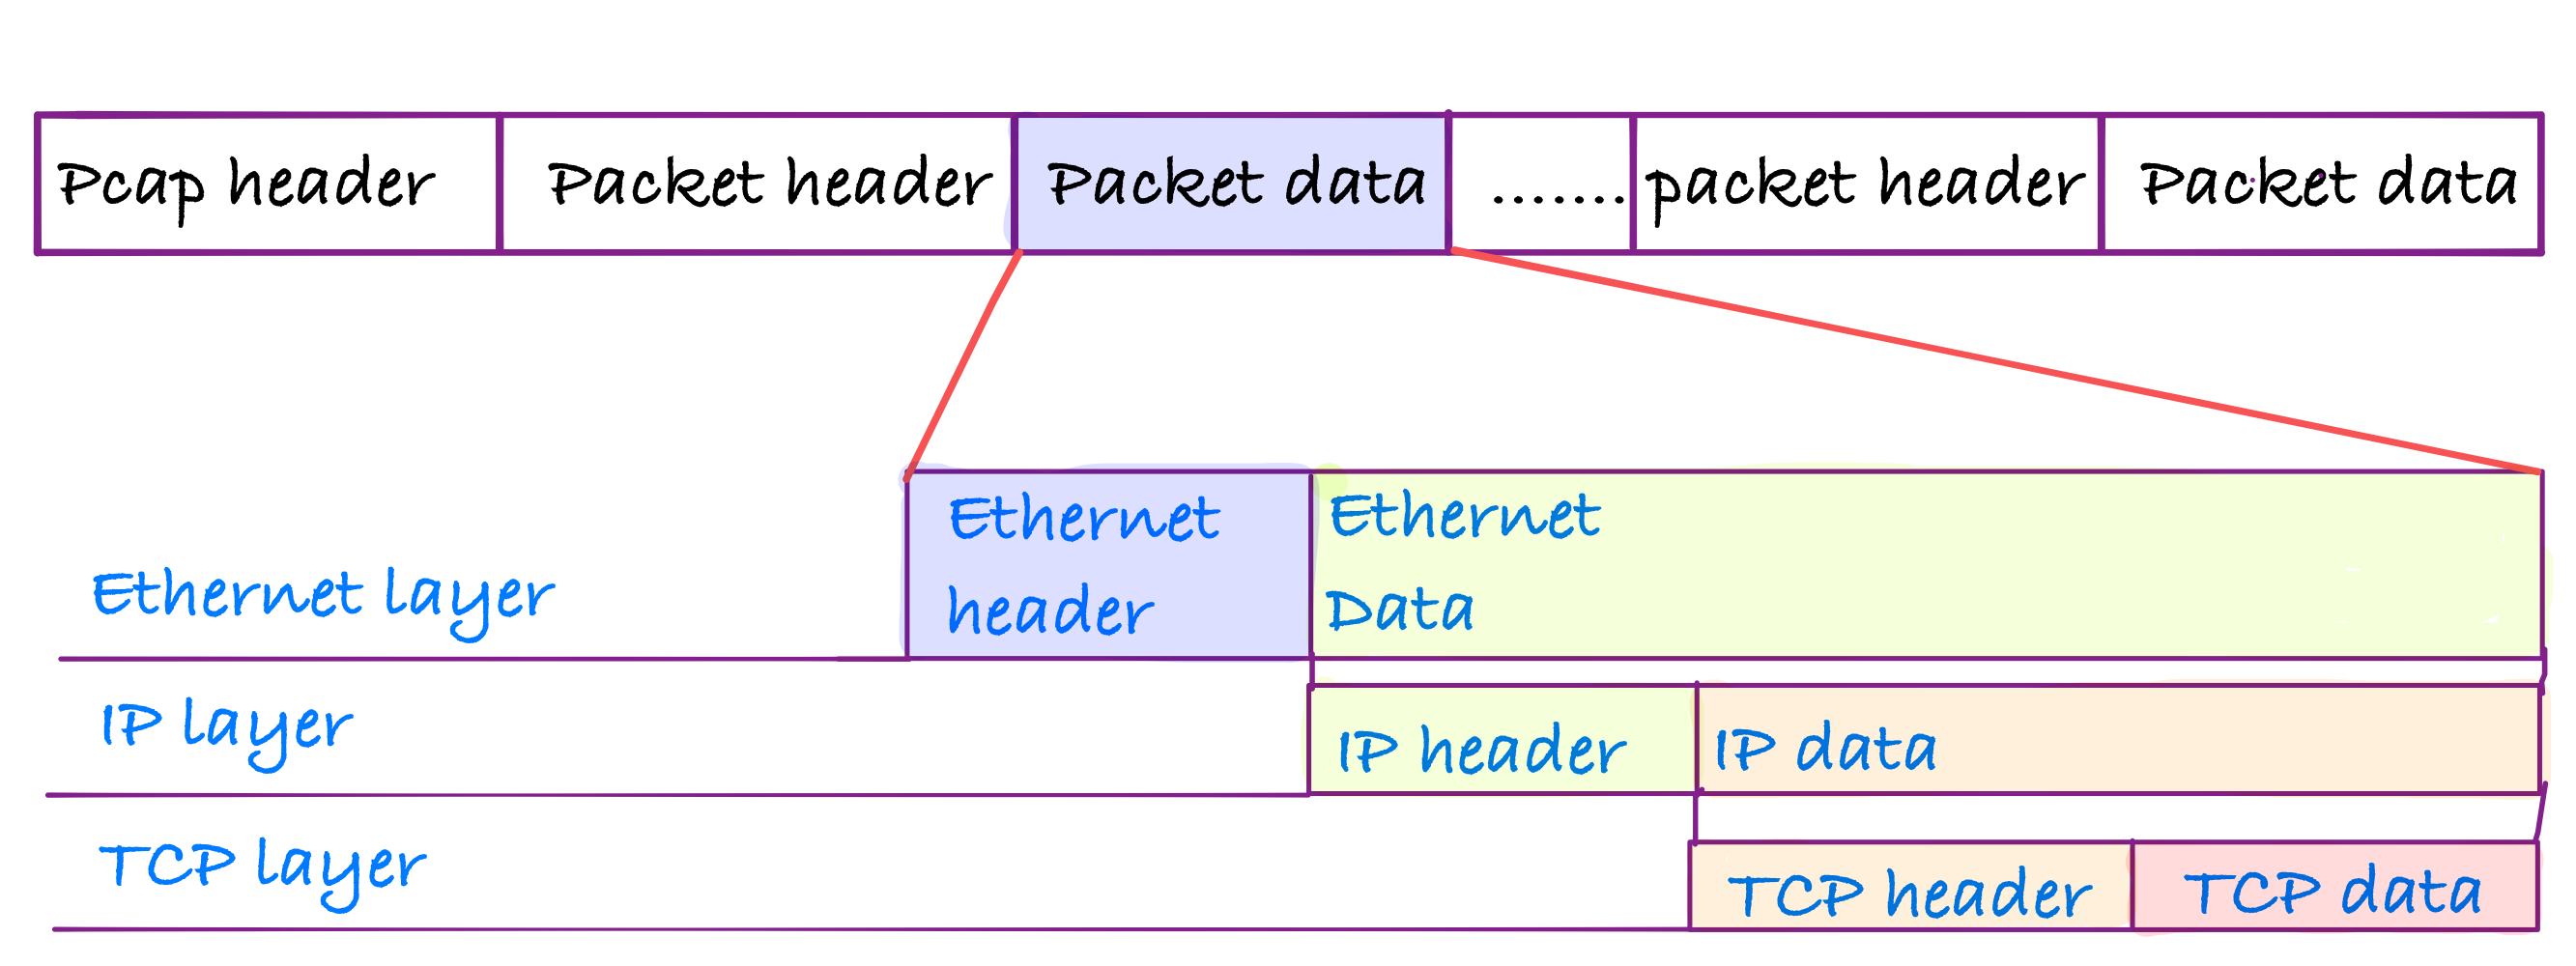 Pcap header Packet header Packet data ....... packet header Packet data
Ethernet layer
Ethernet
header
Ethernet
Data
IP layer
IP header
IP data
TCP layer
TCP header
TCP data